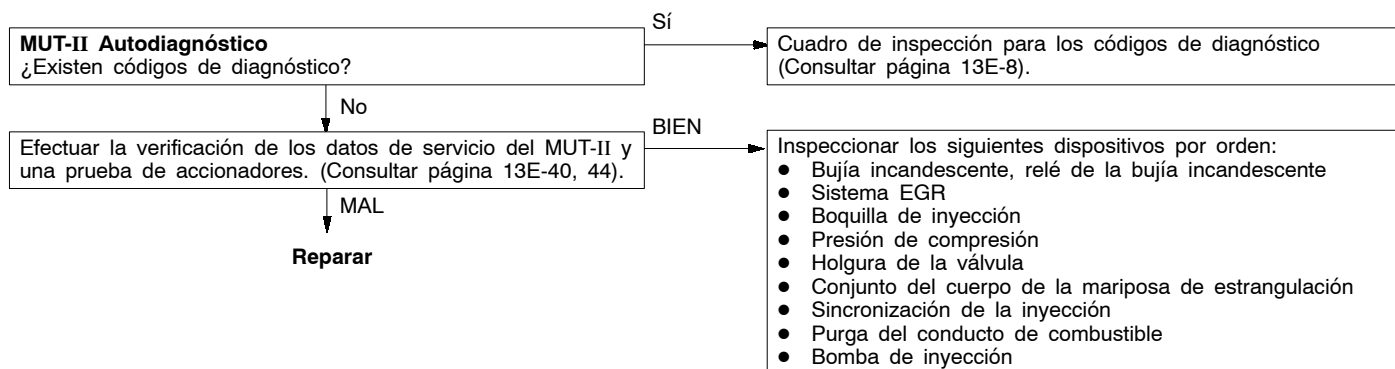 Sí
MUT-II Autodiagnóstico
¿Existen códigos de diagnóstico?
Cuadro de inspección para los códigos de diagnóstico
(Consultar página 13E-8).
No
BIEN
Efectuar la verificación de los datos de servicio del MUT-II y
una prueba de accionadores. (Consultar página 13E-40, 44).
Inspeccionar los siguientes dispositivos por orden:
● Bujía incandescente, relé de la bujía incandescente
● Sistema EGR
● Boquilla de inyección
● Presión de compresión
● Holgura de la válvula
● Conjunto del cuerpo de la mariposa de estrangulación
● Sincronización de la inyección
● Purga del conducto de combustible
● Bomba de inyección
MAL
Reparar